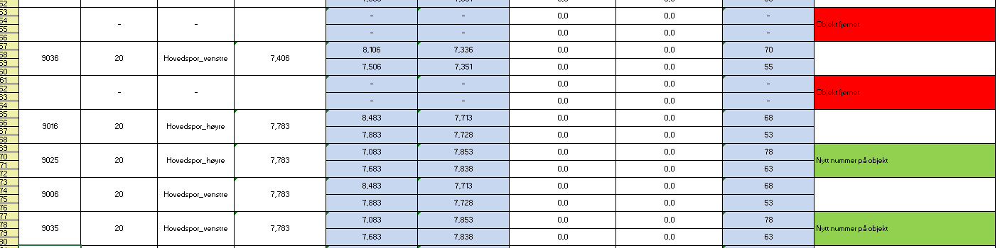 53 - - 0,0 0,0 -
54 - - Objekt fjernet
55 - - 0,0 0,0 -
56
57 8,106 7,336 0,0 0,0 70
58 9036 20 Hovedspor_venstre 7,406
59 7,506 7,351 0,0 0,0 55
60
61 - - 0,0 0,0 -
62 - - Objekt fjernet
63 - - 0,0 0,0 -
64
65 8,483 7,713 0,0 0,0 68
66 9016 20 Hovedspor_høyre 7,783
67 7,883 7,728 0,0 0,0 53
68
69 7,083 7,853 0,0 0,0 78
70 9025 20 Hovedspor_høyre 7,783 Nytt nummer på objekt
71 7,683 7,838 0,0 0,0 63
72
73 8,483 7,713 0,0 0,0 68
74 9006 20 Hovedspor_venstre 7,783
75 7,883 7,728 0,0 0,0 53
76
77 7,083 7,853 0,0 0,0 78
78 9035 20 Hovedspor_venstre 7,783 Nytt nummer på objekt
79 7,683 7,838 0,0 0,0 63
80